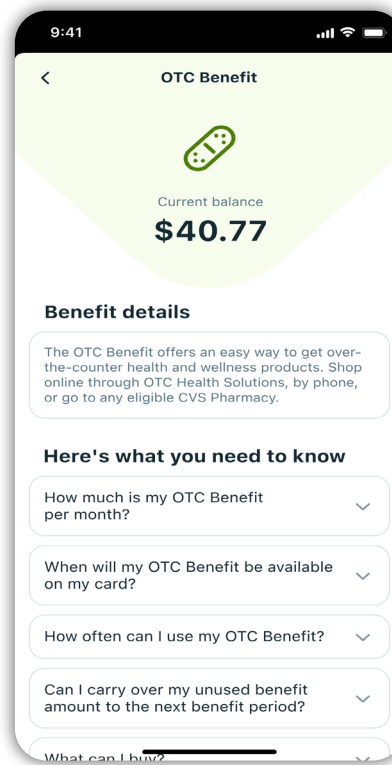 9:41
OTC Benefit
Current balance
$40.77
Benefit details
The OTC Benefit offers an easy way to get over-
the-counter health and wellness products. Shop
online through OTC Health Solutions, by phone,
or go to any eligible CVS Pharmacy.
Here's what you need to know
How much is my OTC Benefit
per month?
When will my OTC Benefit be available
on my card?
How often can I use my OTC Benefit?
Can I carry over my unused benefit
amount to the next benefit period?
What can I buy?